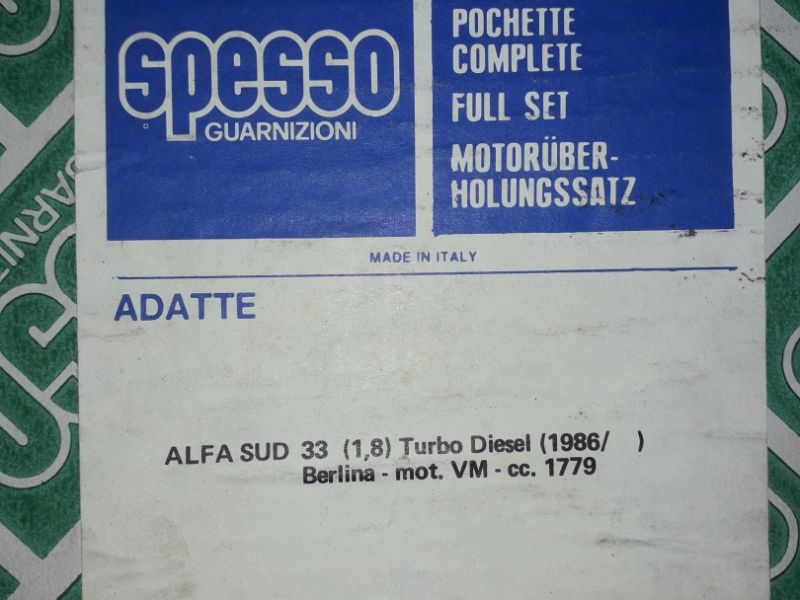 spesso
GUARNIZIONI
POCHETTE
COMPLETE
FULL SET
MOTORÜBER-
HOLUNGSSATZ
MADE IN ITALY
ADATTE
ALFA SUD 33 (1,8) Turbo Diesel (1986/ )
Berlina - mot. VM - cc. 1779